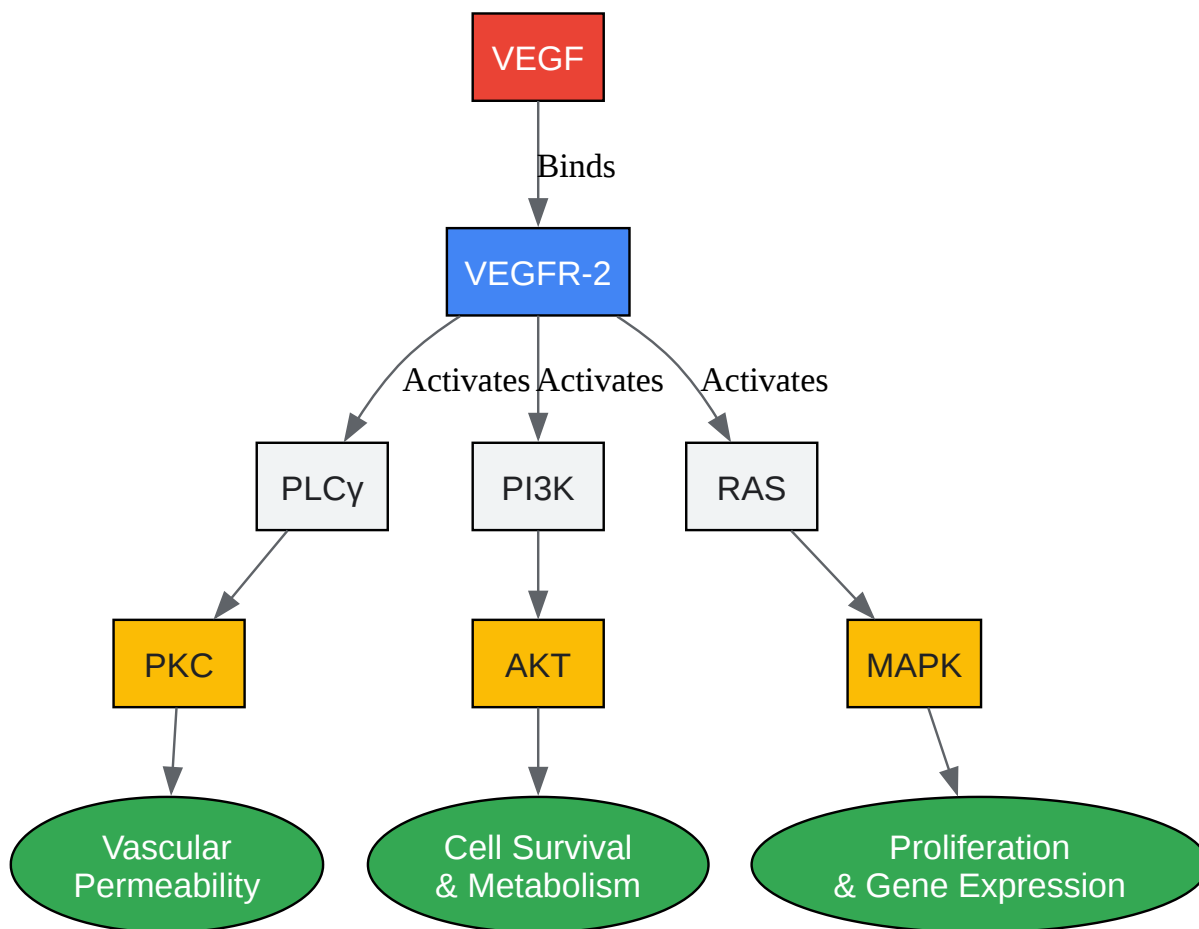 VEGF
Binds
VEGFR-2
Activates
Activates
Activates
PLCγ
PI3K
RAS
PKC
AKT
MAPK
Vascular
Permeability
Cell Survival
& Metabolism
Proliferation
& Gene Expression